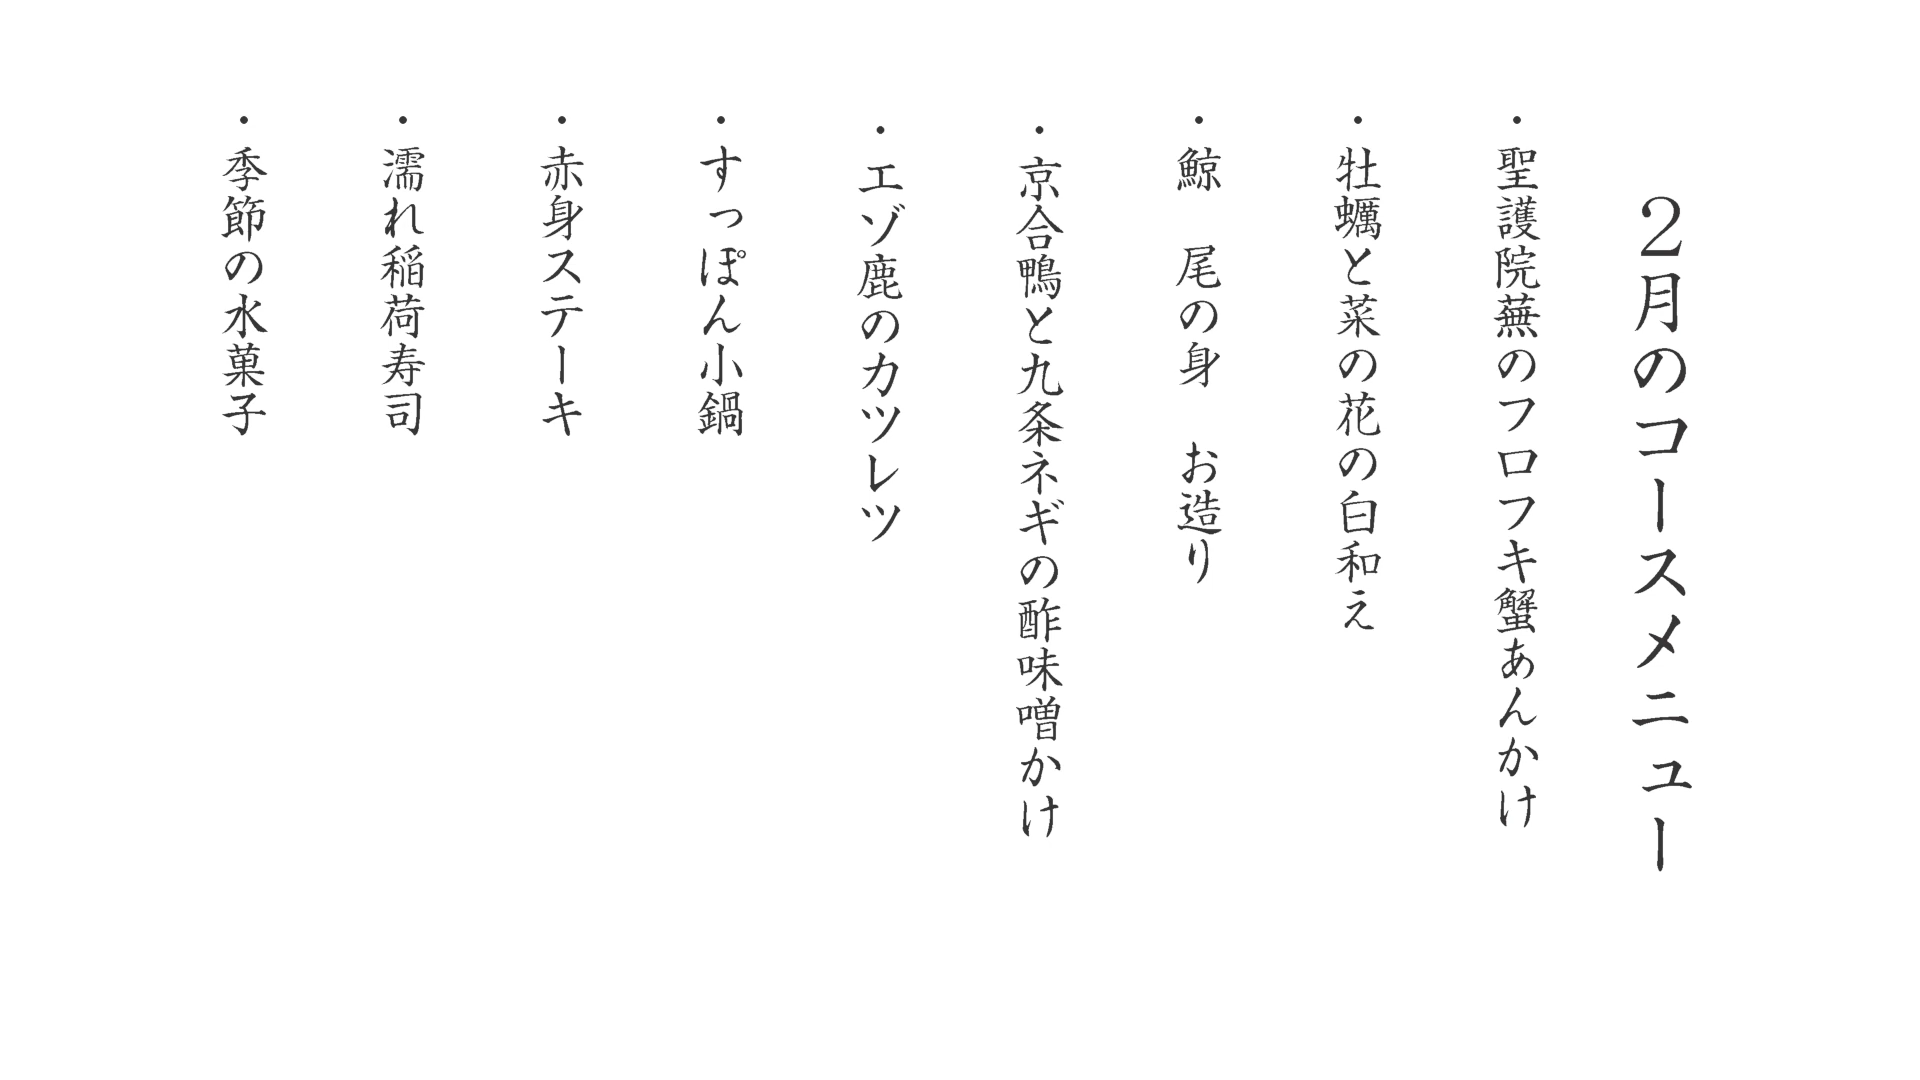 2月のコースメニュー
・聖護院蕪のフロフキ蟹あんかけ
・牡蠣と菜の花の白和え
・鯨　尾の身　お造り
・京合鴨と九条ネギの酢味噌かけ
・エゾ鹿のカツレツ
・すっぽん小鍋
・赤身ステーキ
・濡れ稲荷寿司
・季節の水菓子